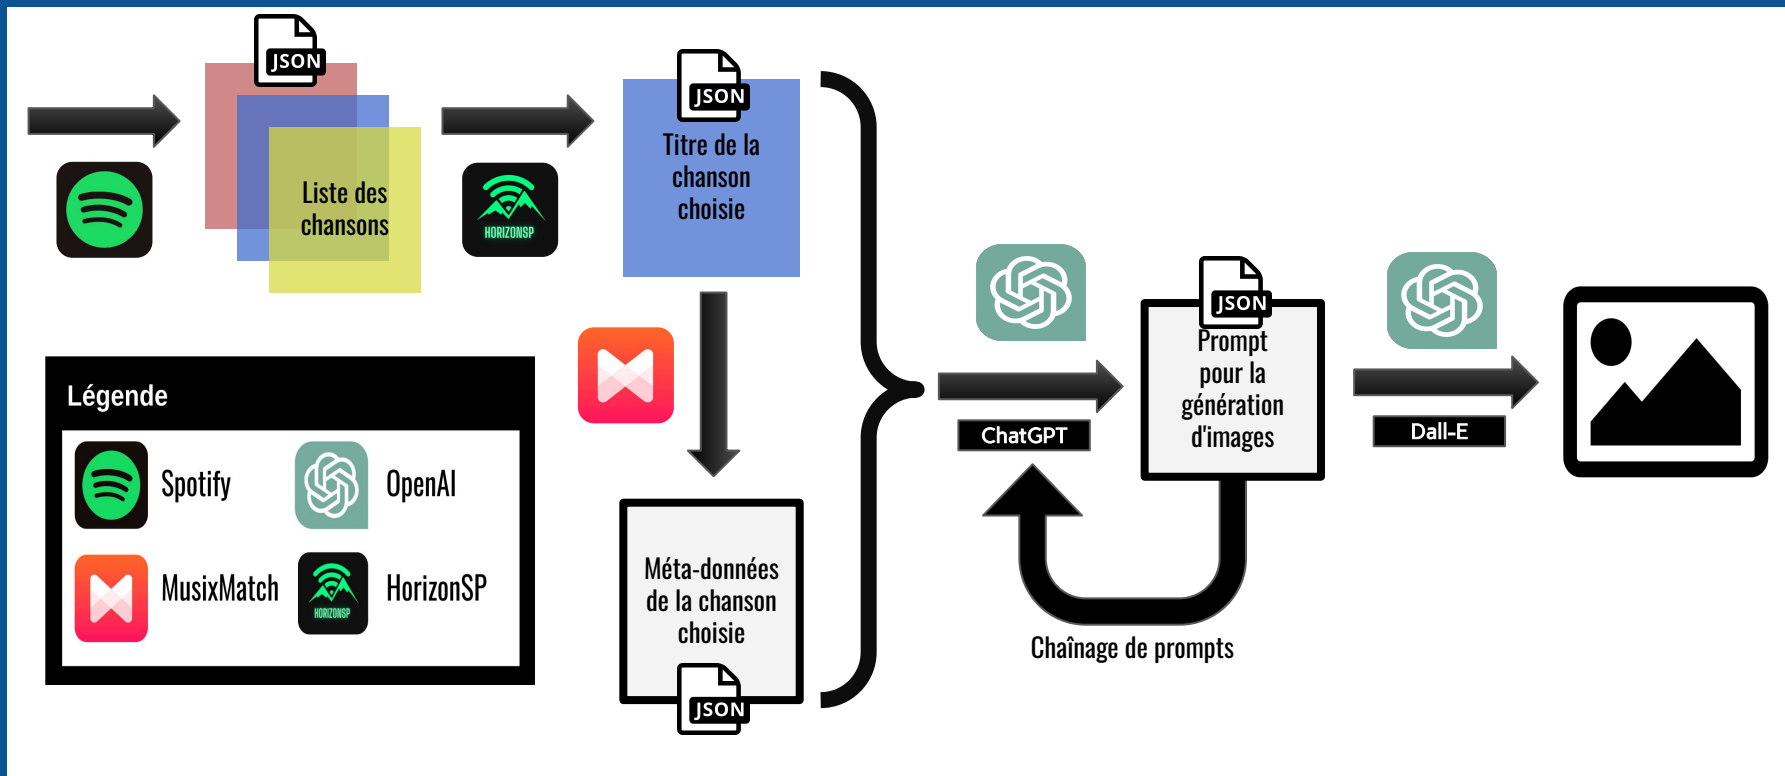 JSON
Liste des
chansons
HORIZONSP
JSON
Titre de la
chanson
choisie
Méta-données
de la chanson
choisie
JSON
ChatGPT
JSON
Prompt
pour la
génération
d'images
Chaînage de prompts
Dall-E
Légende
Spotify
OpenAI
MusixMatch
HORIZONSP
HorizonSP